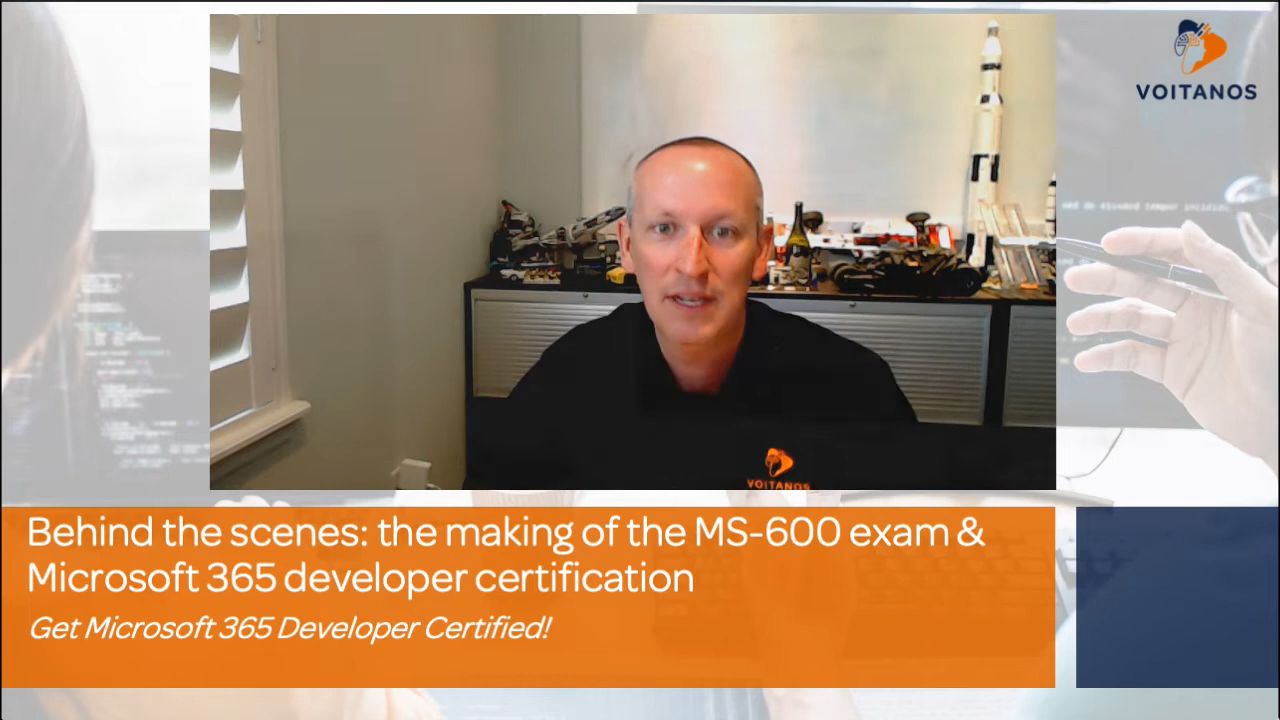 VOITANOS
VOITANOS
Behind the scenes: the making of the MS-600 exam &
Microsoft 365 developer certification
Get Microsoft 365 Developer Certified!